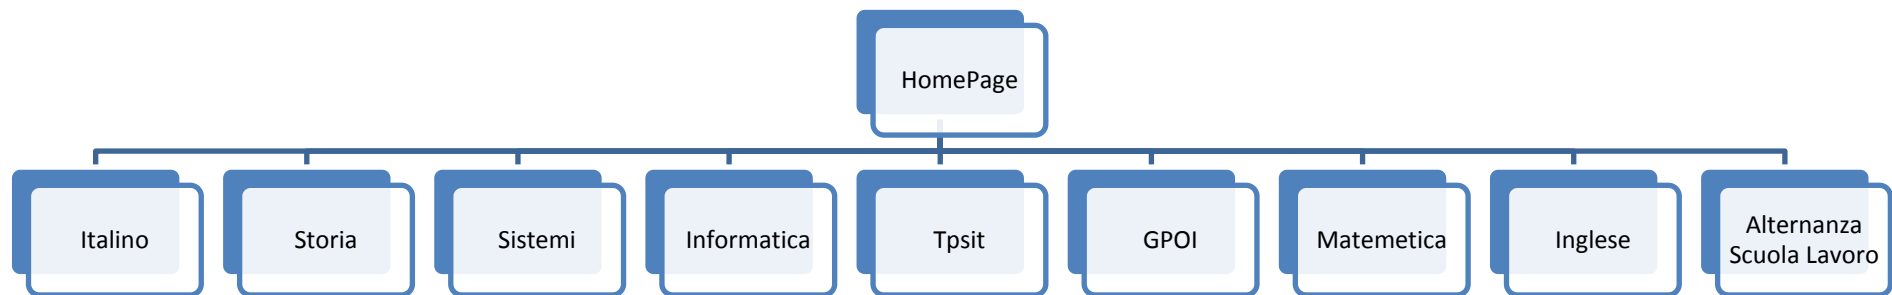 HomePage
Italino
Storia
Sistemi
Informatica
Tpsit
GPOI
Matemetica
Inglese
Alternanza
Scuola Lavoro